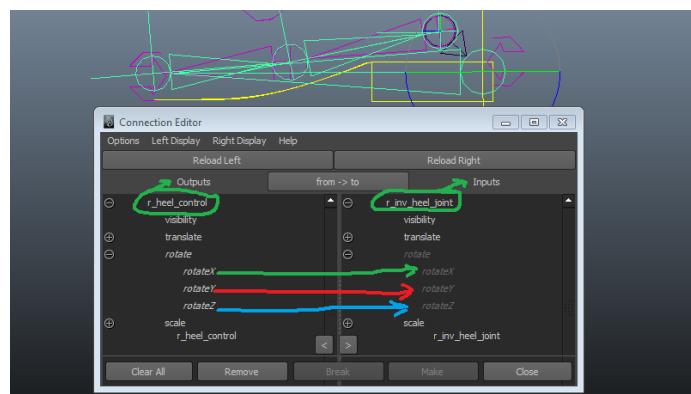 Connection Editor
Options Left Display Right Display Help
Reload Left Reload Right
Outputs from -> to Inputs
r_heel_control r_inv_heel_joint
visibility visibility
translate translate
rotate rotate
rotateX rotateX
rotateY rotateY
rotateZ rotateZ
scale scale
r_heel_control r_inv_heel_joint
< >
Clear All Remove Break Make Close